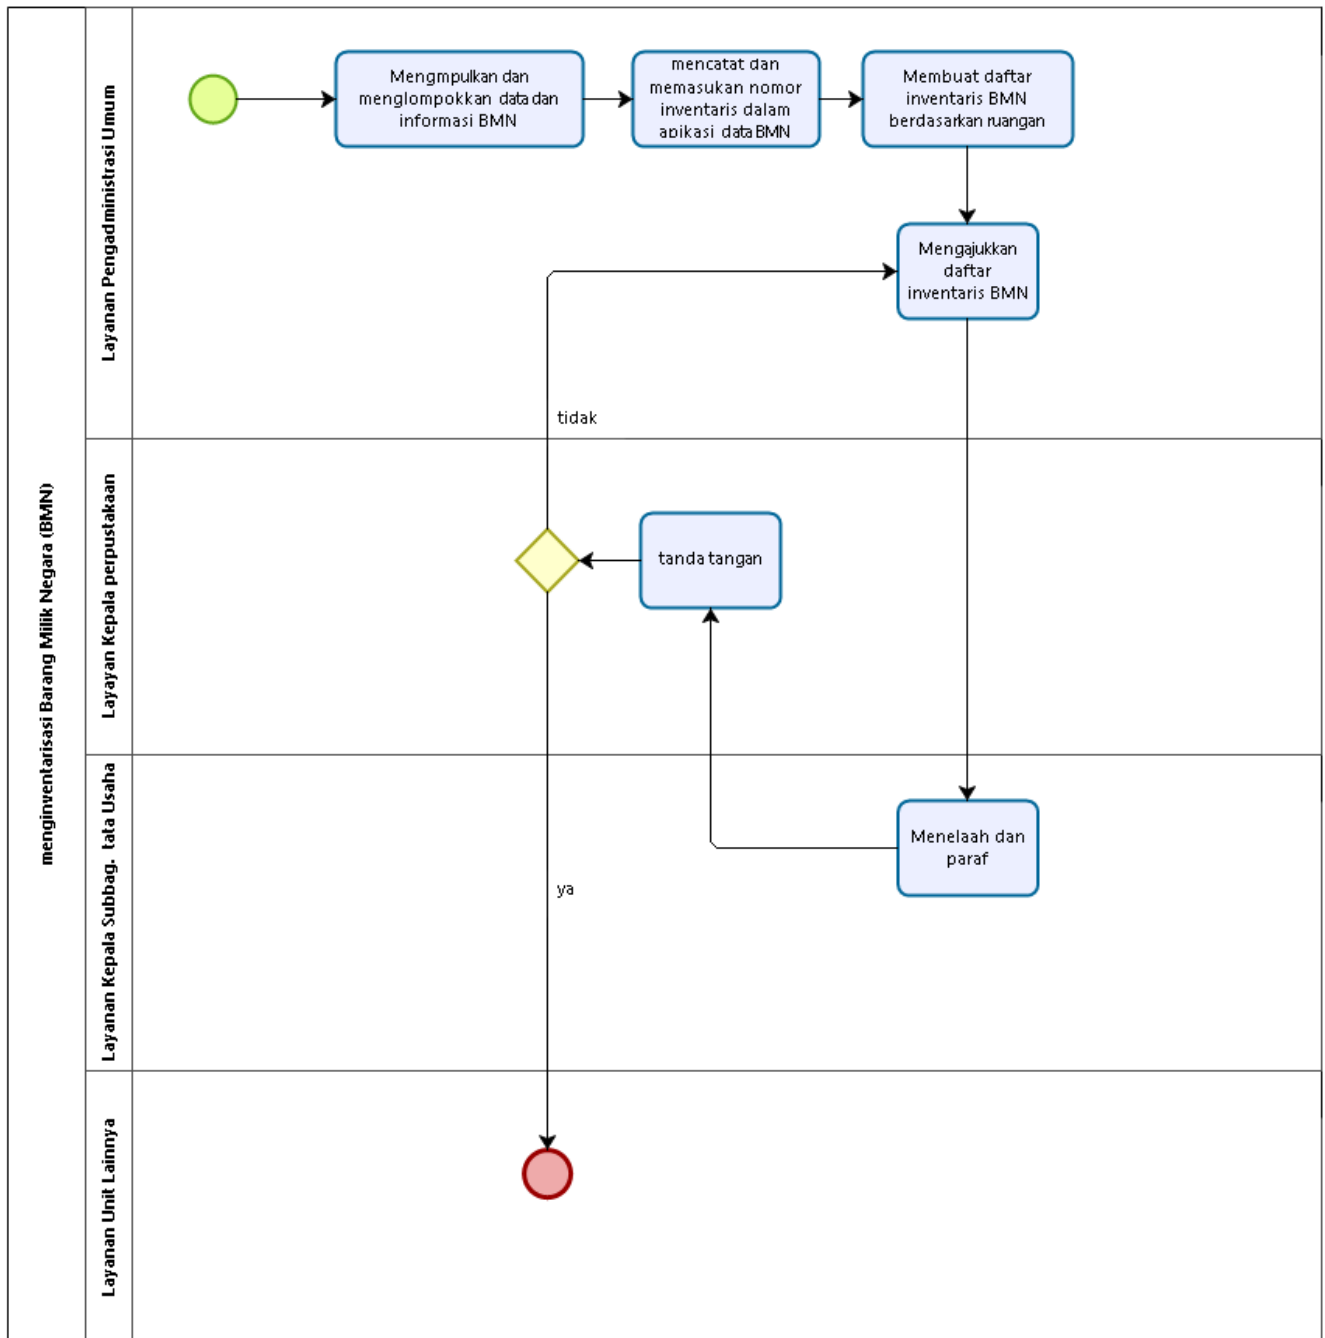 menginventarisasi Barang Milik Negara (BMN)
Layanan Pengadministrasi Umum
Mengmpulkan dan
menglompokkan data dan
informasi BMN
mencatat dan
memasukan nomor
inventaris dalam
apikasi data BMN
Membuat daftar
inventaris BMN
berdasarkan ruangan
Mengajukkan
daftar
inventaris BMN
tidak
Layayan Kepala perpustakaan
tanda tangan
Layanan Kepala Subbag. tata Usaha
Menelaah dan
paraf
ya
Layanan Unit Lainnya